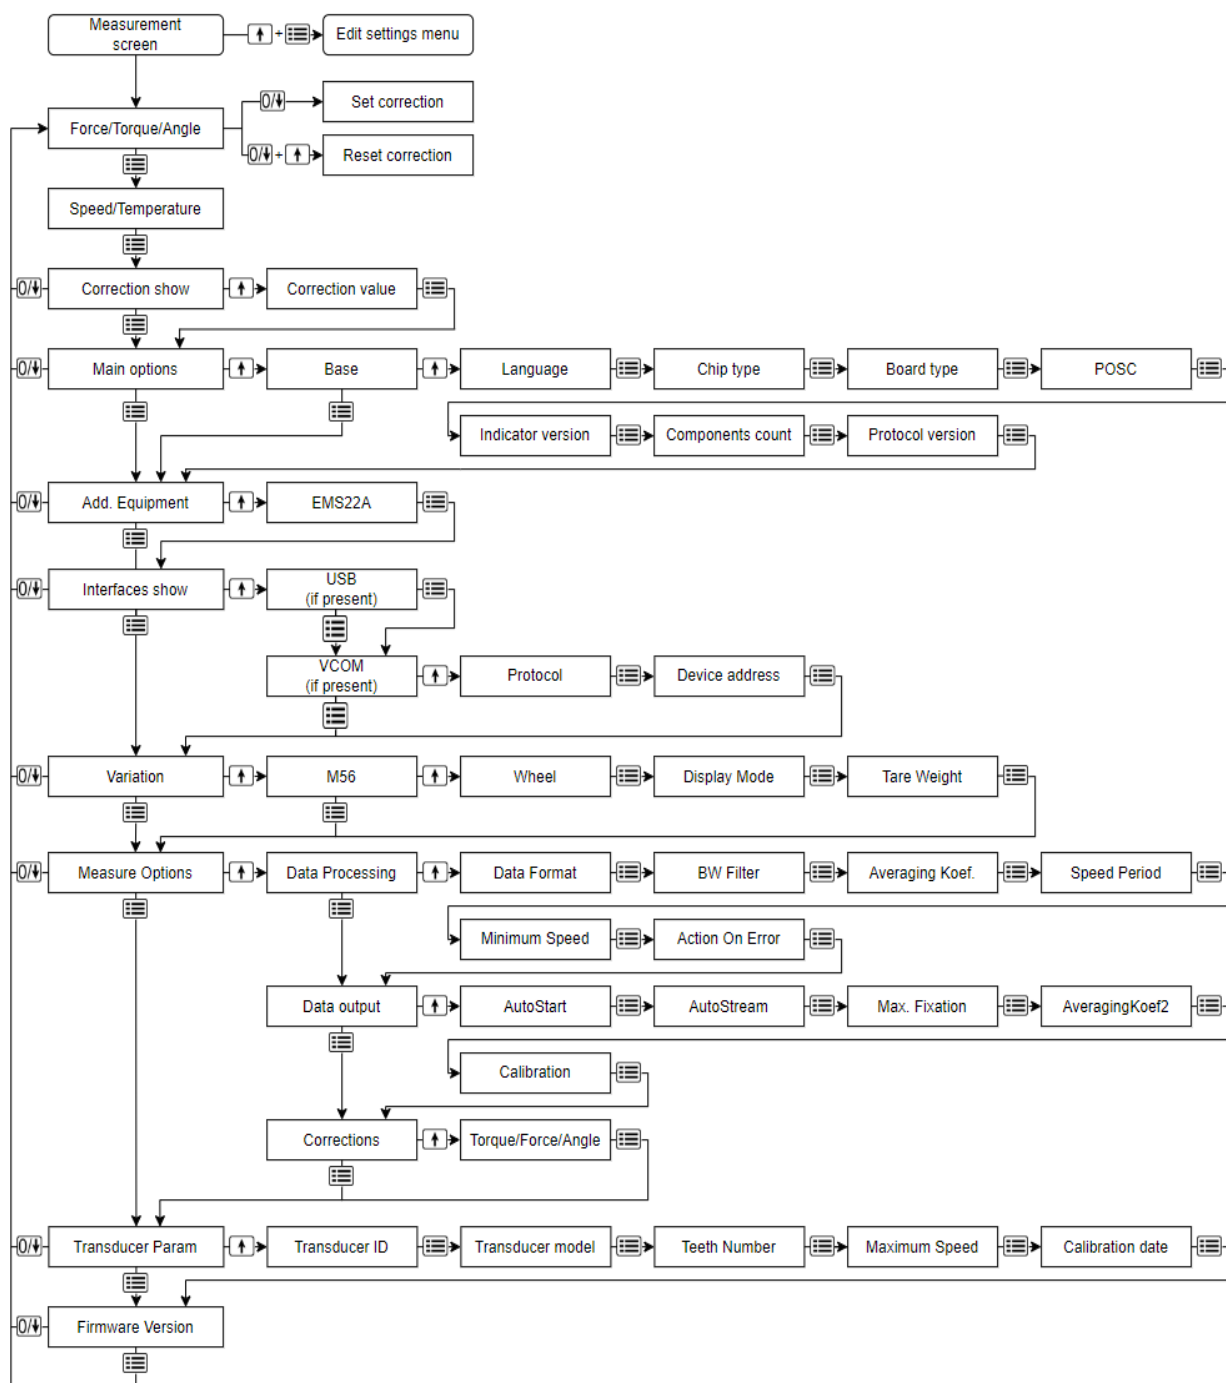 Measurement
screen
+
Edit settings menu
0/
Set correction
Force/Torque/Angle
0/
+
Reset correction
Speed/Temperature
0/
Correction show
Correction value
0/
Main options
Base
Language
Chip type
Board type
POSC
Indicator version
Components count
Protocol version
0/
Add. Equipment
EMS22A
0/
Interfaces show
USB
(if present)
VCOM
(if present)
Protocol
Device address
0/
Variation
M56
Wheel
Display Mode
Tare Weight
0/
Measure Options
Data Processing
Data Format
BW Filter
Averaging Koef.
Speed Period
Minimum Speed
Action On Error
Data output
AutoStart
AutoStream
Max. Fixation
AveragingKoef2
Calibration
Corrections
Torque/Force/Angle
0/
Transducer Param
Transducer ID
Transducer model
Teeth Number
Maximum Speed
Calibration date
0/
Firmware Version